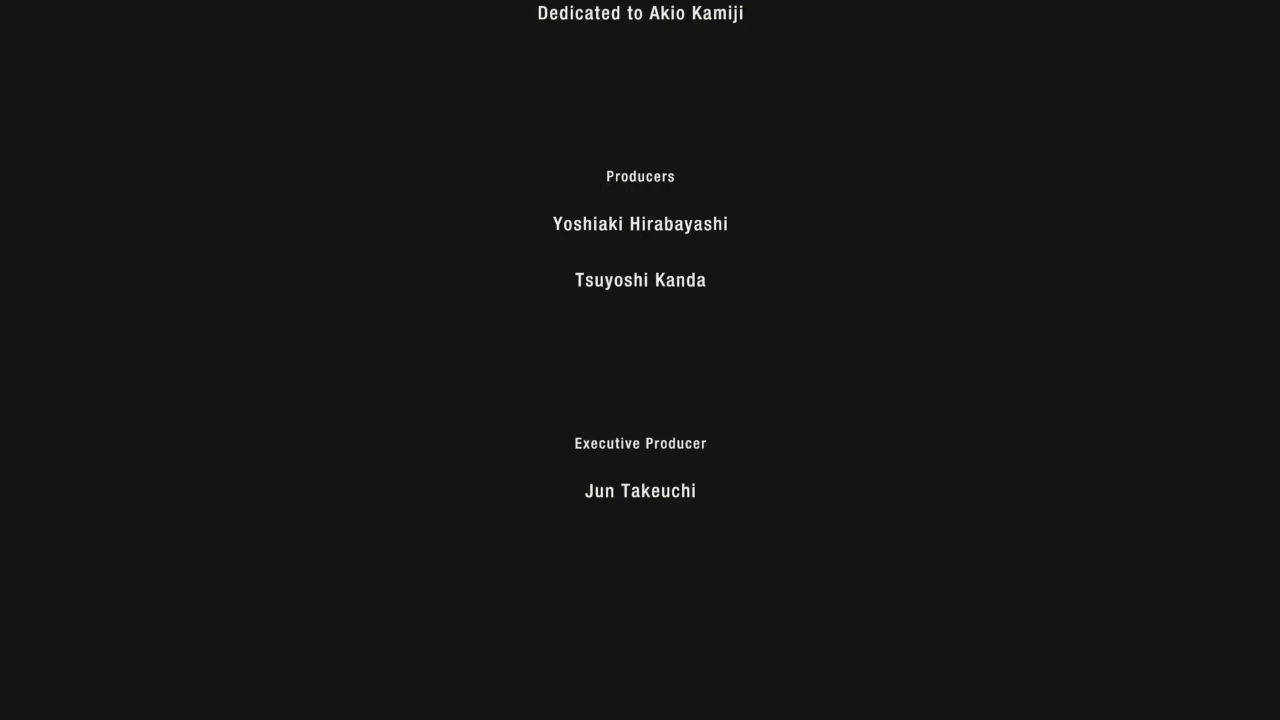 Dedicated to Akio Kamiji
Producers
Yoshiaki Hirabayashi
Tsuyoshi Kanda
Executive Producer
Jun Takeuchi